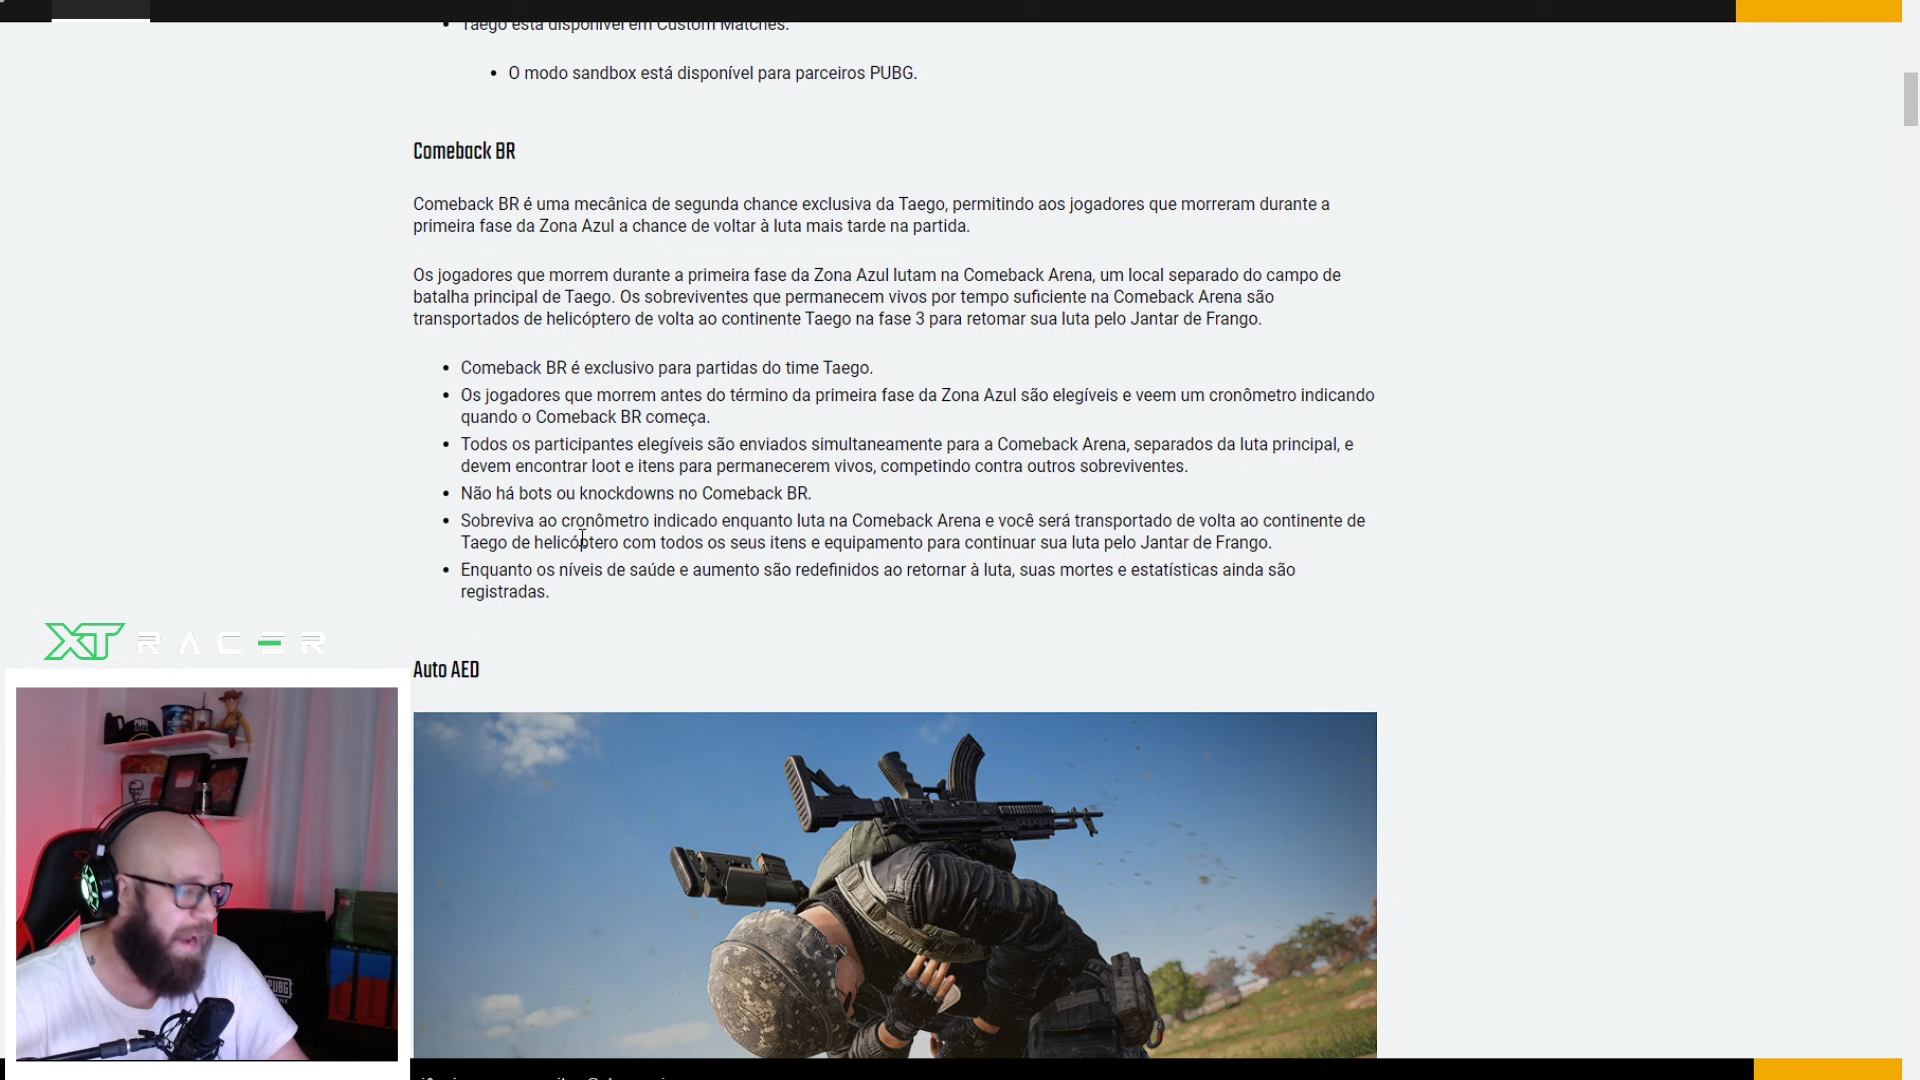 Taego está disponível em Custom Matches.
O modo sandbox está disponível para parceiros PUBG.
Comeback BR
Comeback BR é uma mecânica de segunda chance exclusiva da Taego, permitindo aos jogadores que morreram durante a
primeira fase da Zona Azul a chance de voltar à luta mais tarde na partida.
Os jogadores que morrem durante a primeira fase da Zona Azul lutam na Comeback Arena, um local separado do campo de
batalha principal de Taego. Os sobreviventes que permanecem vivos por tempo suficiente na Comeback Arena são
transportados de helicóptero de volta ao continente Taego na fase 3 para retomar sua luta pelo Jantar de Frango.
Comeback BR é exclusivo para partidas do time Taego.
Os jogadores que morrem antes do término da primeira fase da Zona Azul são elegíveis e veem um cronômetro indicando
quando o Comeback BR começa.
Todos os participantes elegíveis são enviados simultaneamente para a Comeback Arena, separados da luta principal, e
devem encontrar loot e itens para permanecerem vivos, competindo contra outros sobreviventes.
Não há bots ou knockdowns no Comeback BR.
Sobreviva ao cronômetro indicado enquanto luta na Comeback Arena e você será transportado de volta ao continente de
Taego de helicóptero com todos os seus itens e equipamento para continuar sua luta pelo Jantar de Frango.
Enquanto os níveis de saúde e aumento são redefinidos ao retornar à luta, suas mortes e estatísticas ainda são
registradas.
XT RACER
Auto AED
PUBG
PUBG